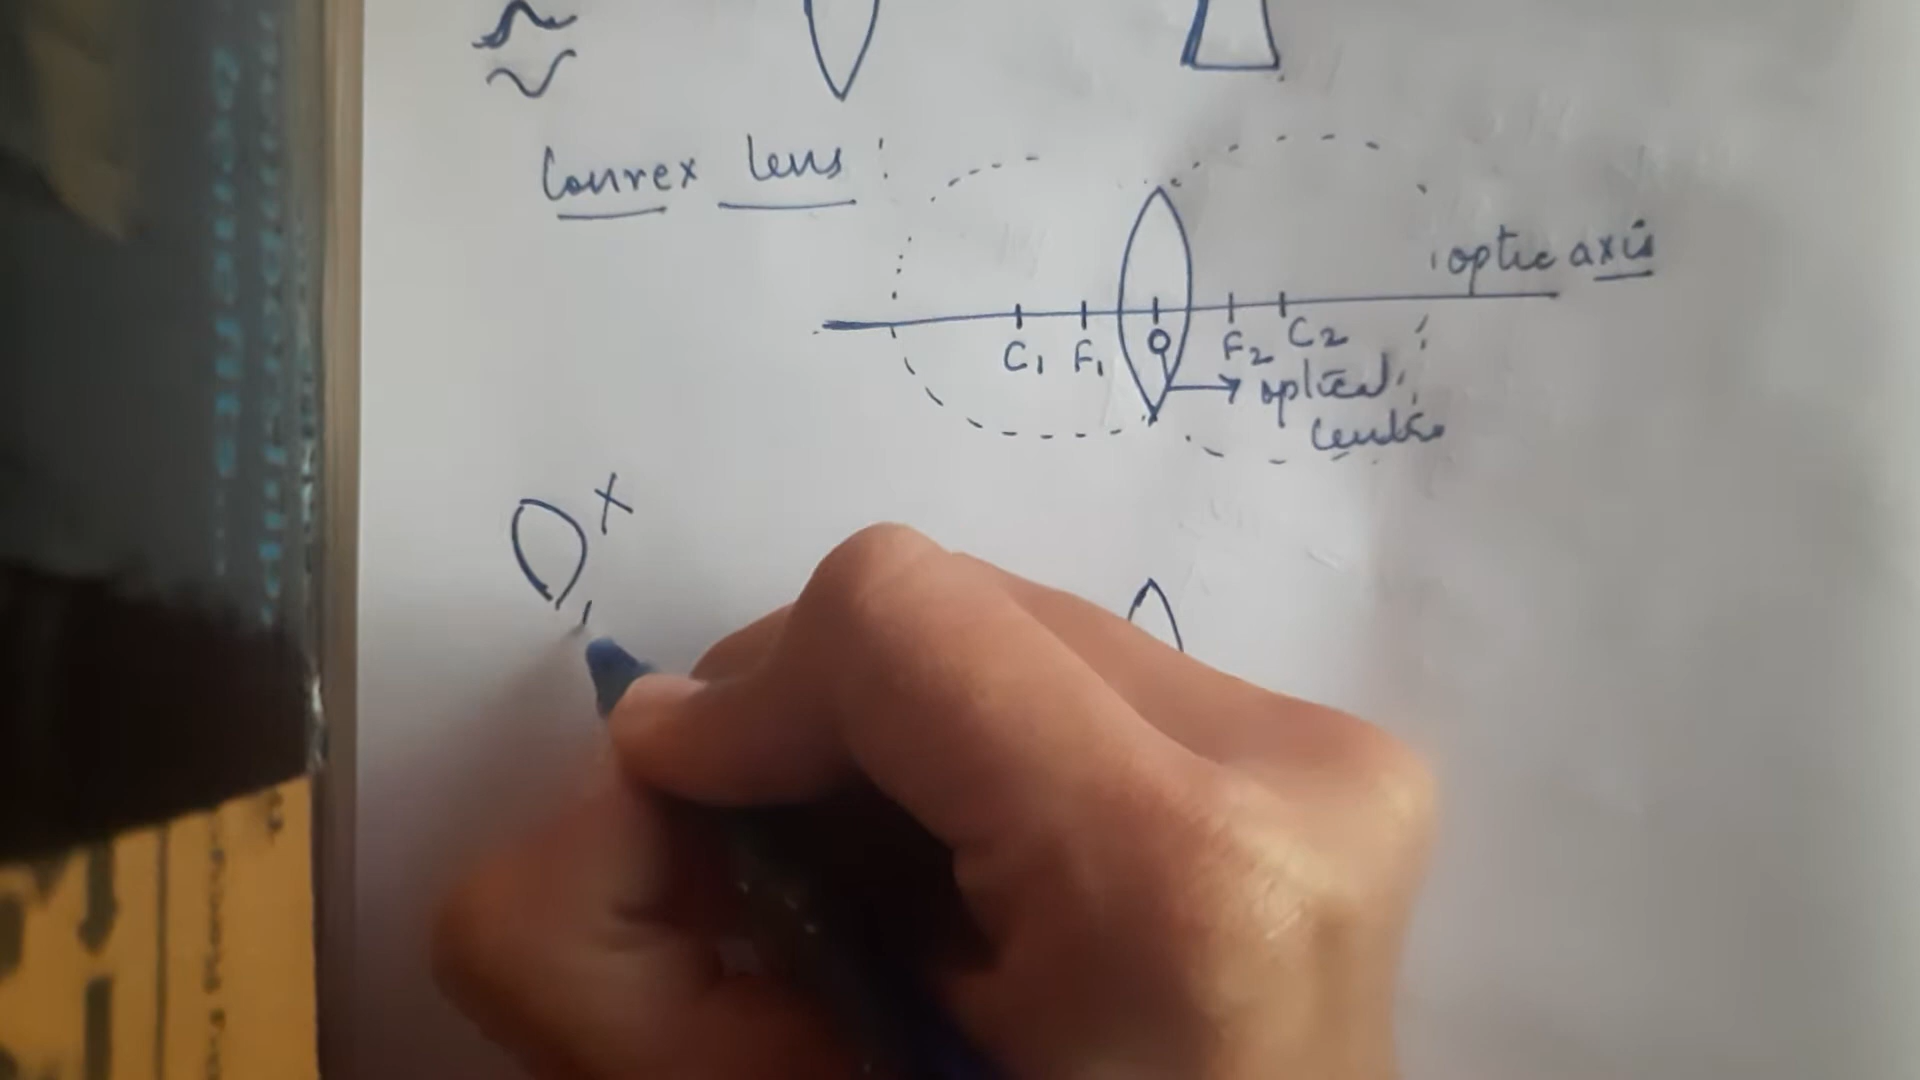 Convex lens :
optic axis
C1 F1 O F2 C2
optical
centre
X